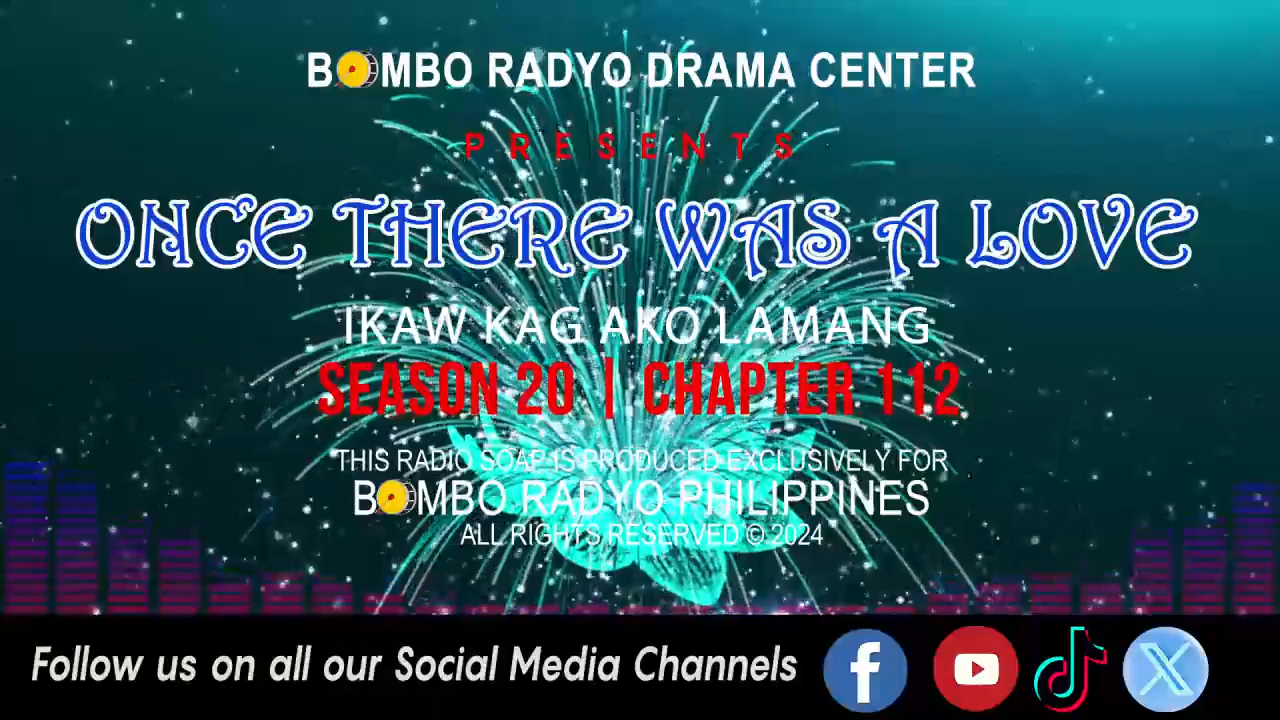 BOMBO RADYO DRAMA CENTER
PRESENTS
ONCE THERE WAS A LOVE
IKAW KAG AKO LAMANG
SEASON 20 | CHAPTER 112
THIS RADIO SOAP IS PRODUCED EXCLUSIVELY FOR
BOMBO RADYO PHILIPPINES
ALL RIGHTS RESERVED © 2024
Follow us on all our Social Media Channels